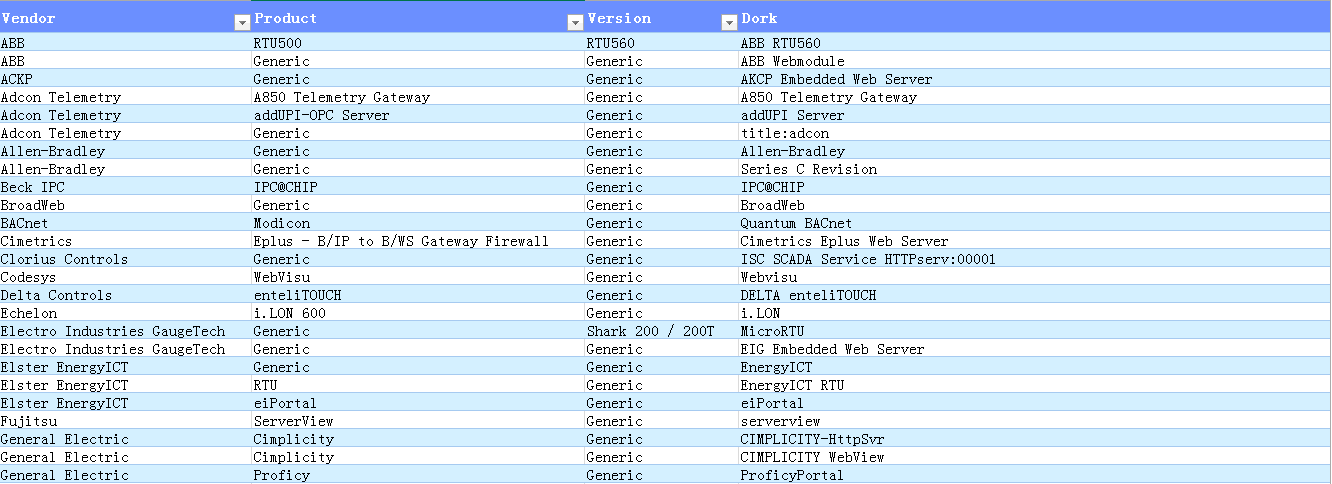 Vendor Product Version Dork
ABB RTU500 RTU560 ABB RTU560
ABB Generic Generic ABB Webmodule
ACKP Generic Generic AKCP Embedded Web Server
Adcon Telemetry A850 Telemetry Gateway Generic A850 Telemetry Gateway
Adcon Telemetry addUPI-OPC Server Generic addUPI Server
Adcon Telemetry Generic Generic title:adcon
Allen-Bradley Generic Generic Allen-Bradley
Allen-Bradley Generic Generic Series C Revision
Beck IPC IPC@CHIP Generic IPC@CHIP
BroadWeb Generic Generic BroadWeb
BACnet Modicon Generic Quantum BACnet
Cimetrics Eplus - B/IP to B/WS Gateway Firewall Generic Cimetrics Eplus Web Server
Clorius Controls Generic Generic ISC SCADA Service HTTPserv:00001
Codesys WebVisu Generic Webvisu
Delta Controls enteliTOUCH Generic DELTA enteliTOUCH
Echelon i.LON 600 Generic i.LON
Electro Industries GaugeTech Generic Shark 200 / 200T MicroRTU
Electro Industries GaugeTech Generic Generic EIG Embedded Web Server
Elster EnergyICT Generic Generic EnergyICT
Elster EnergyICT RTU Generic EnergyICT RTU
Elster EnergyICT eiPortal Generic eiPortal
Fujitsu ServerView Generic serverview
General Electric Cimplicity Generic CIMPLICITY-HttpSvr
General Electric Cimplicity Generic CIMPLICITY WebView
General Electric Proficy Generic ProficyPortal